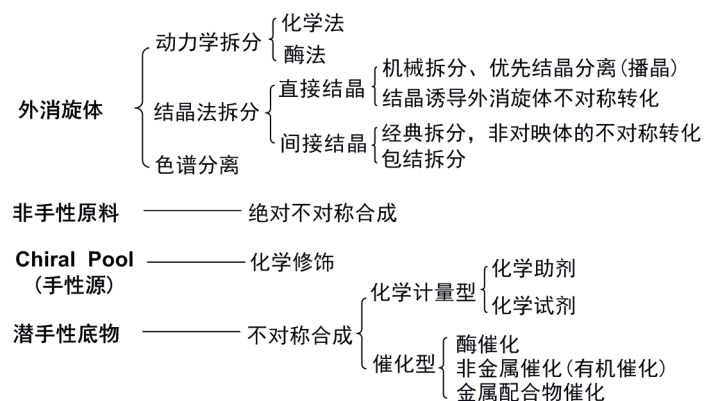 外消旋体
动力学拆分
化学法
酶法
结晶法拆分
直接结晶
机械拆分、优先结晶分离(播晶)
结晶诱导外消旋体不对称转化
间接结晶
经典拆分，非对映体的不对称转化
包结拆分
色谱分离
非手性原料
绝对不对称合成
Chiral Pool
(手性源)
化学修饰
潜手性底物
不对称合成
化学计量型
化学助剂
化学试剂
催化型
酶催化
非金属催化(有机催化)
金属配合物催化